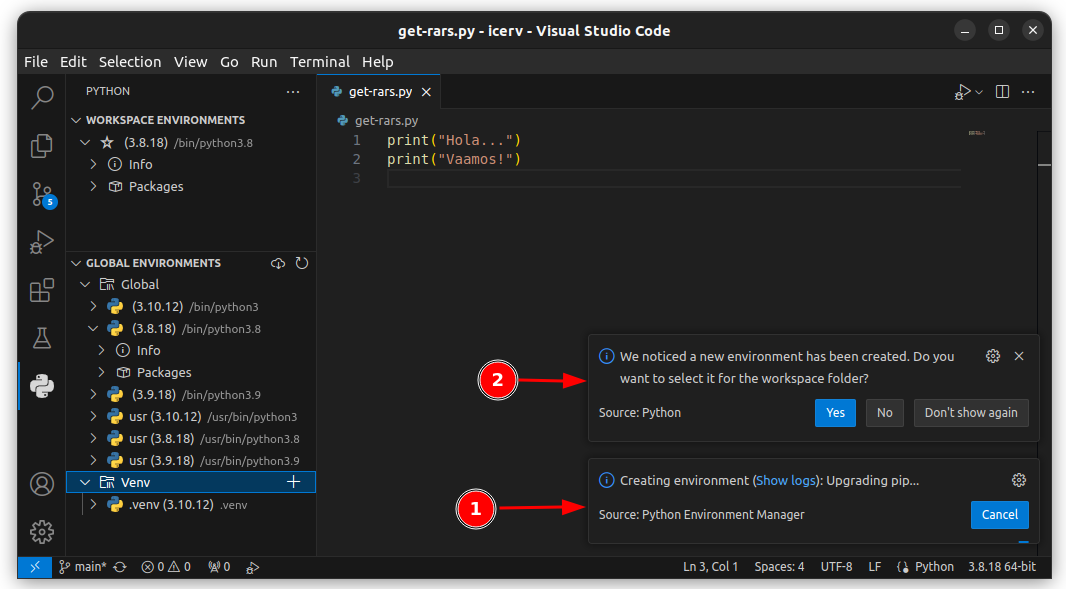 get-rars.py - icerv - Visual Studio Code
File Edit Selection View Go Run Terminal Help
PYTHON
WORKSPACE ENVIRONMENTS
(3.8.18) /bin/python3.8
Info
Packages
5
GLOBAL ENVIRONMENTS
Global
(3.10.12) /bin/python3
(3.8.18) /bin/python3.8
Info
Packages
(3.9.18) /bin/python3.9
usr (3.10.12) /usr/bin/python3
usr (3.8.18) /usr/bin/python3.8
usr (3.9.18) /usr/bin/python3.9
Venv
.venv (3.10.12) .venv
get-rars.py
get-rars.py
1 print("Hola...")
2 print("Vaamos!")
3
2
We noticed a new environment has been created. Do you
want to select it for the workspace folder?
Source: Python
Yes No Don't show again
1
Creating environment (Show logs): Upgrading pip...
Source: Python Environment Manager
Cancel
main* 0 0 0 Ln 3, Col 1 Spaces: 4 UTF-8 LF Python 3.8.18 64-bit